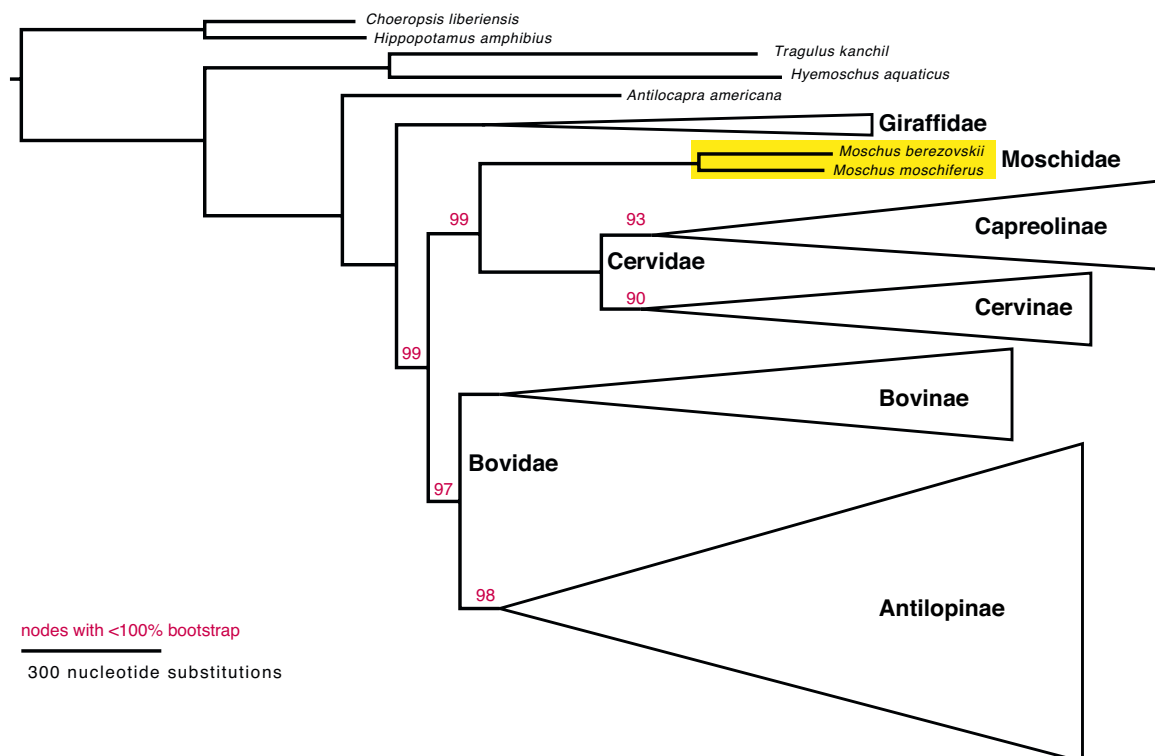 Choeropsis liberiensis
Hippopotamus amphibius
Tragulus kanchil
Hyemoschus aquaticus
Antilocapra americana
Giraffidae
Moschus berezovskii
Moschidae
Moschus moschiferus
99
93
Capreolinae
Cervidae
90
Cervinae
99
Bovinae
Bovidae
97
98
Antilopinae
nodes with <100% bootstrap
300 nucleotide substitutions